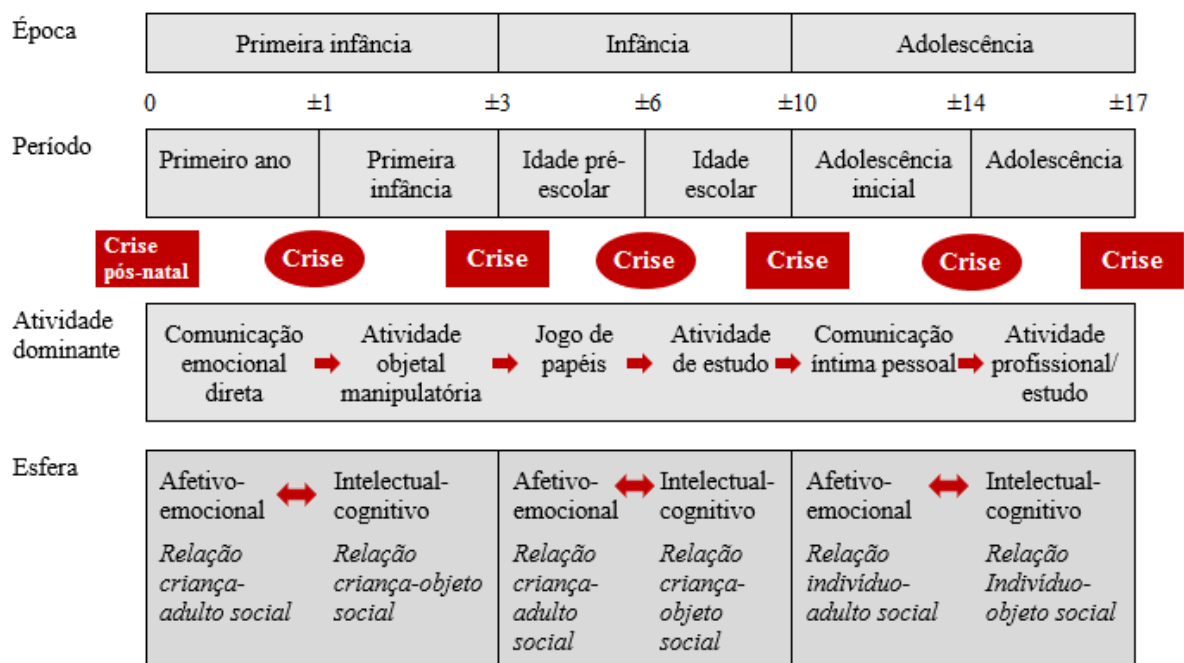 Época
Primeira infância
Infância
Adolescência
0
±1
±3
±6
±10
±14
±17
Período
Primeiro ano
Primeira
infância
Idade pré-
escolar
Idade
escolar
Adolescência
inicial
Adolescência
Crise
pós-natal
Crise
Crise
Crise
Crise
Crise
Crise
Atividade
dominante
Comunicação
emocional
direta
Atividade
objetal
manipulatória
Jogo de
papéis
Atividade
de estudo
Comunicação
íntima pessoal
Atividade
profissional/
estudo
Esfera
Afetivo-
emocional
Relação
criança-
adulto social
Intelectual-
cognitivo
Relação
criança-objeto
social
Afetivo-
emocional
Relação
criança-
adulto
social
Intelectual-
cognitivo
Relação
criança-
objeto
social
Afetivo-
emocional
Relação
indivíduo-
adulto social
Intelectual-
cognitivo
Relação
Indivíduo-
objeto social